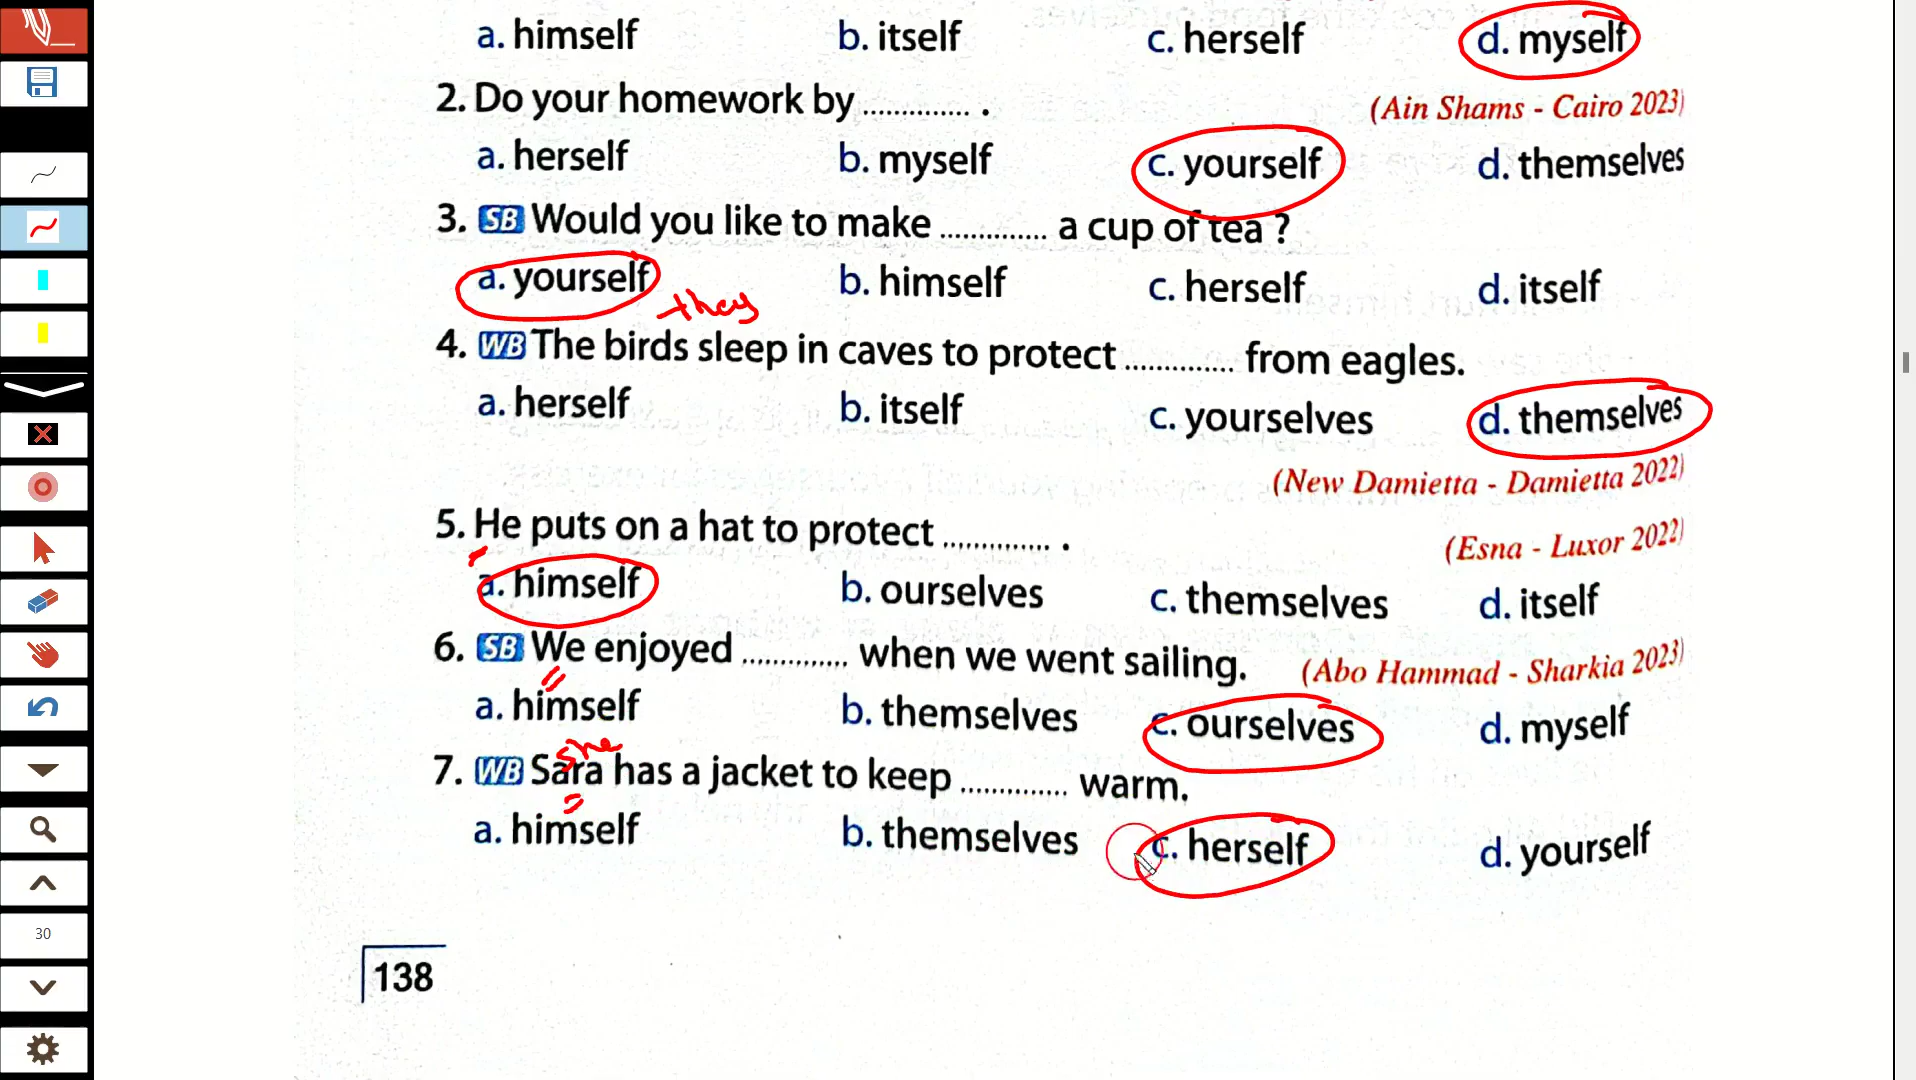 a. himself b. itself c. herself d. myself
2. Do your homework by .............. . (Ain Shams - Cairo 2023)
a. herself b. myself c. yourself d. themselves
3. SB Would you like to make .............. a cup of tea ?
a. yourself b. himself c. herself d. itself
they
4. WB The birds sleep in caves to protect .............. from eagles.
a. herself b. itself c. yourselves d. themselves
(New Damietta - Damietta 2022)
5. He puts on a hat to protect .............. . (Esna - Luxor 2022)
a. himself b. ourselves c. themselves d. itself
6. SB We enjoyed .............. when we went sailing. (Abo Hammad - Sharkia 2023)
a. himself b. themselves c. ourselves d. myself
she
7. WB Sara has a jacket to keep .............. warm.
a. himself b. themselves c. herself d. yourself
30
138